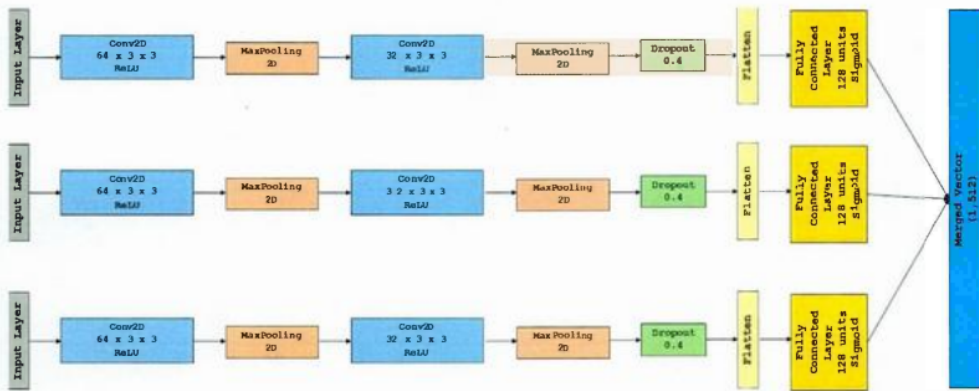 Input Layer
Conv2D
64 x 3 x 3
ReLU
MaxPooling
2D
Conv2D
32 x 3 x 3
ReLU
MaxPooling
2D
Dropout
0.4
Flatten
Fully
Connected
Layer
128 units
Sigmoid
Input Layer
Conv2D
64 x 3 x 3
ReLU
MaxPooling
2D
Conv2D
32 x 3 x 3
ReLU
MaxPooling
2D
Dropout
0.4
Flatten
Fully
Connected
Layer
128 units
Sigmoid
Input Layer
Conv2D
64 x 3 x 3
ReLU
MaxPooling
2D
Conv2D
32 x 3 x 3
ReLU
MaxPooling
2D
Dropout
0.4
Flatten
Fully
Connected
Layer
128 units
Sigmoid
Merged Vector
(1,512)